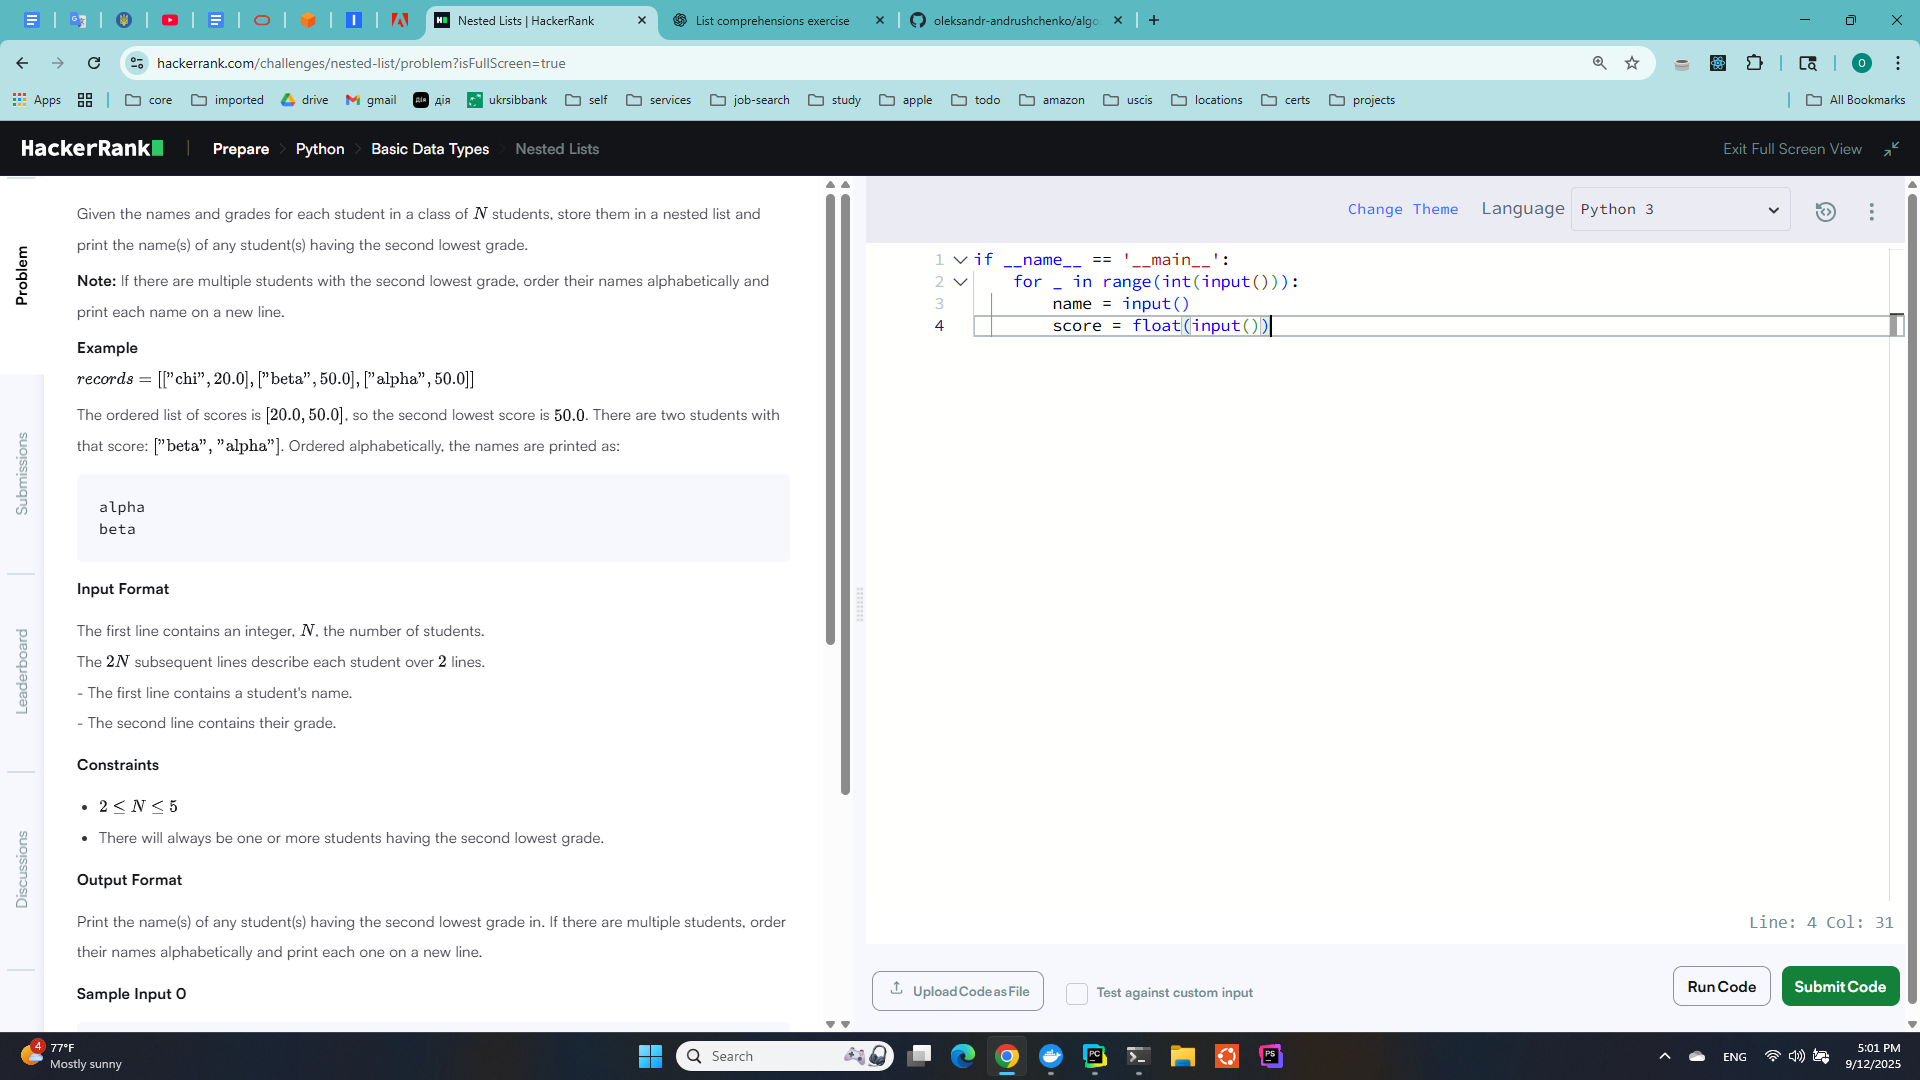 Nested Lists | HackerRank
List comprehensions exercise
oleksandr-andrushchenko/algo
hackerrank.com/challenges/nested-list/problem?isFullScreen=true
O
Apps
core
imported
drive
gmail
дія
ukrsibbank
self
services
job-search
study
apple
todo
amazon
uscis
locations
certs
projects
All Bookmarks
HackerRank
Prepare
Python
Basic Data Types
Nested Lists
Exit Full Screen View
Problem
Submissions
Leaderboard
Discussions
Given the names and grades for each student in a class of N students, store them in a nested list and
print the name(s) of any student(s) having the second lowest grade.
Note: If there are multiple students with the second lowest grade, order their names alphabetically and
print each name on a new line.
Example
records = [["chi", 20.0], ["beta", 50.0], ["alpha", 50.0]]
The ordered list of scores is [20.0, 50.0], so the second lowest score is 50.0. There are two students with
that score: ["beta", "alpha"]. Ordered alphabetically, the names are printed as:
alpha
beta
Input Format
The first line contains an integer, N, the number of students.
The 2N subsequent lines describe each student over 2 lines.
- The first line contains a student's name.
- The second line contains their grade.
Constraints
• 2 ≤ N ≤ 5
• There will always be one or more students having the second lowest grade.
Output Format
Print the name(s) of any student(s) having the second lowest grade in. If there are multiple students, order
their names alphabetically and print each one on a new line.
Sample Input 0
Change Theme
Language
Python 3
1 if __name__ == '__main__':
2 for _ in range(int(input())):
3 name = input()
4 score = float(input())
Line: 4 Col: 31
Upload Code as File
Test against custom input
Run Code
Submit Code
4
77°F
Mostly sunny
Search
PC
PS
ENG
5:01 PM
9/12/2025